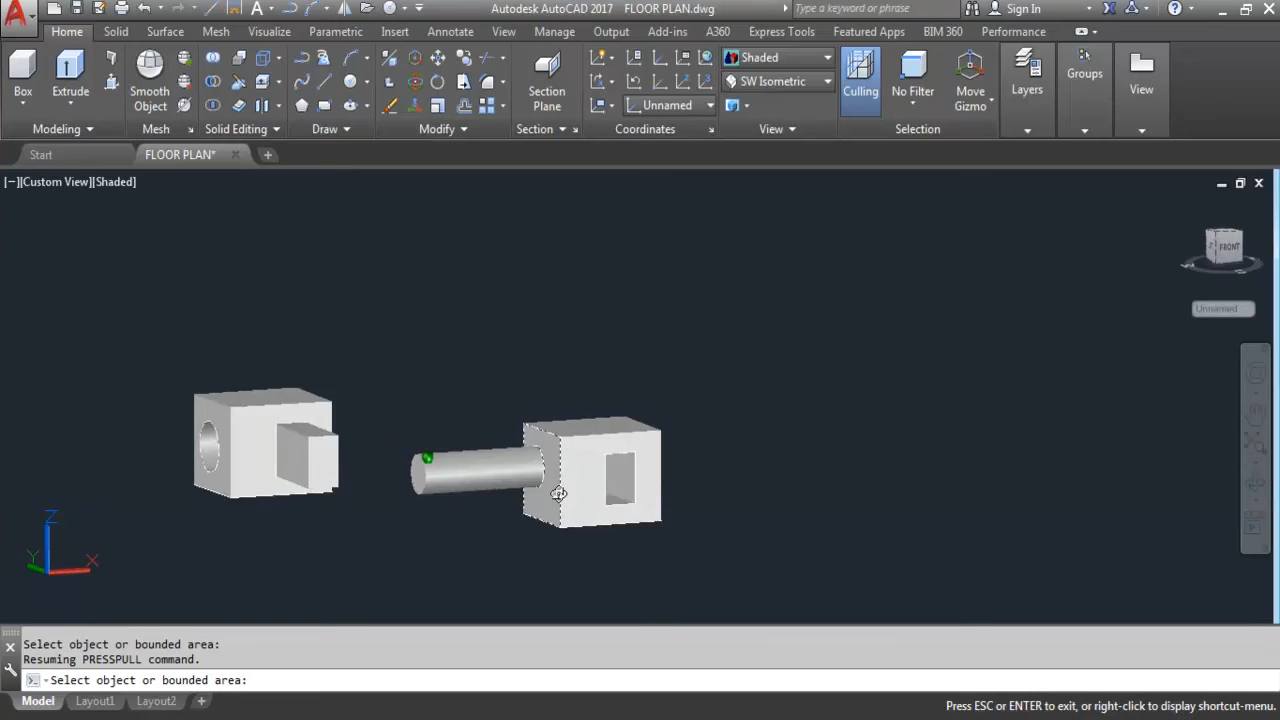 A Autodesk AutoCAD 2017 FLOOR PLAN.dwg Type a keyword or phrase Sign In
Home Solid Surface Mesh Visualize Parametric Insert Annotate View Manage Output Add-ins A360 Express Tools Featured Apps BIM 360 Performance
Shaded
SW Isometric
Unnamed
Box Extrude Smooth Object Section Plane Culling No Filter Move Gizmo Layers Groups View
Modeling Mesh Solid Editing Draw Modify Section Coordinates View Selection
Start FLOOR PLAN*
[−][Custom View][Shaded]
FRONT
Unnamed
Z
Y X
Select object or bounded area:
Resuming PRESSPULL command.
Select object or bounded area:
Model Layout1 Layout2 + Press ESC or ENTER to exit, or right-click to display shortcut-menu.